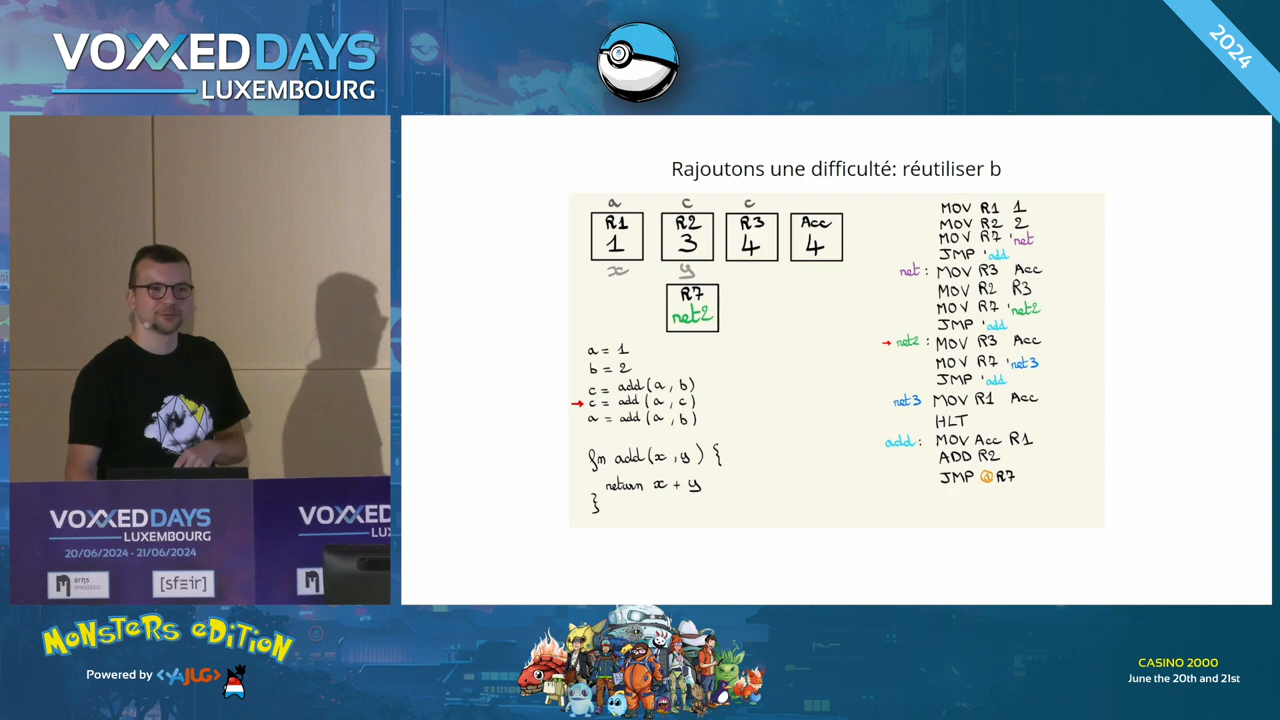 VOXXED DAYS
LUXEMBOURG
2024
Rajoutons une difficulté: réutiliser b
a c c
R1 R2 R3 Acc
1 3 4 4
x y
R7
ret2
a = 1
b = 2
c = add (a, b)
→ c = add (a, c)
a = add (a, b)
fn add (x, y) {
return x + y
}
MOV R1 1
MOV R2 2
MOV R7 'ret
JMP 'add
ret: MOV R3 Acc
MOV R2 R3
MOV R7 'ret2
JMP 'add
→ ret2: MOV R3 Acc
MOV R7 'ret3
JMP 'add
ret3 MOV R1 Acc
HLT
add: MOV Acc R1
ADD R2
JMP @R7
VOXXED DAYS
LUXEMBOURG
20/06/2024 - 21/06/2024
arηs
SPIKESEED
[sfeir]
VOXXED
LU
MONSTERS EDITION
Powered by <YAJUG>
CASINO 2000
June the 20th and 21st